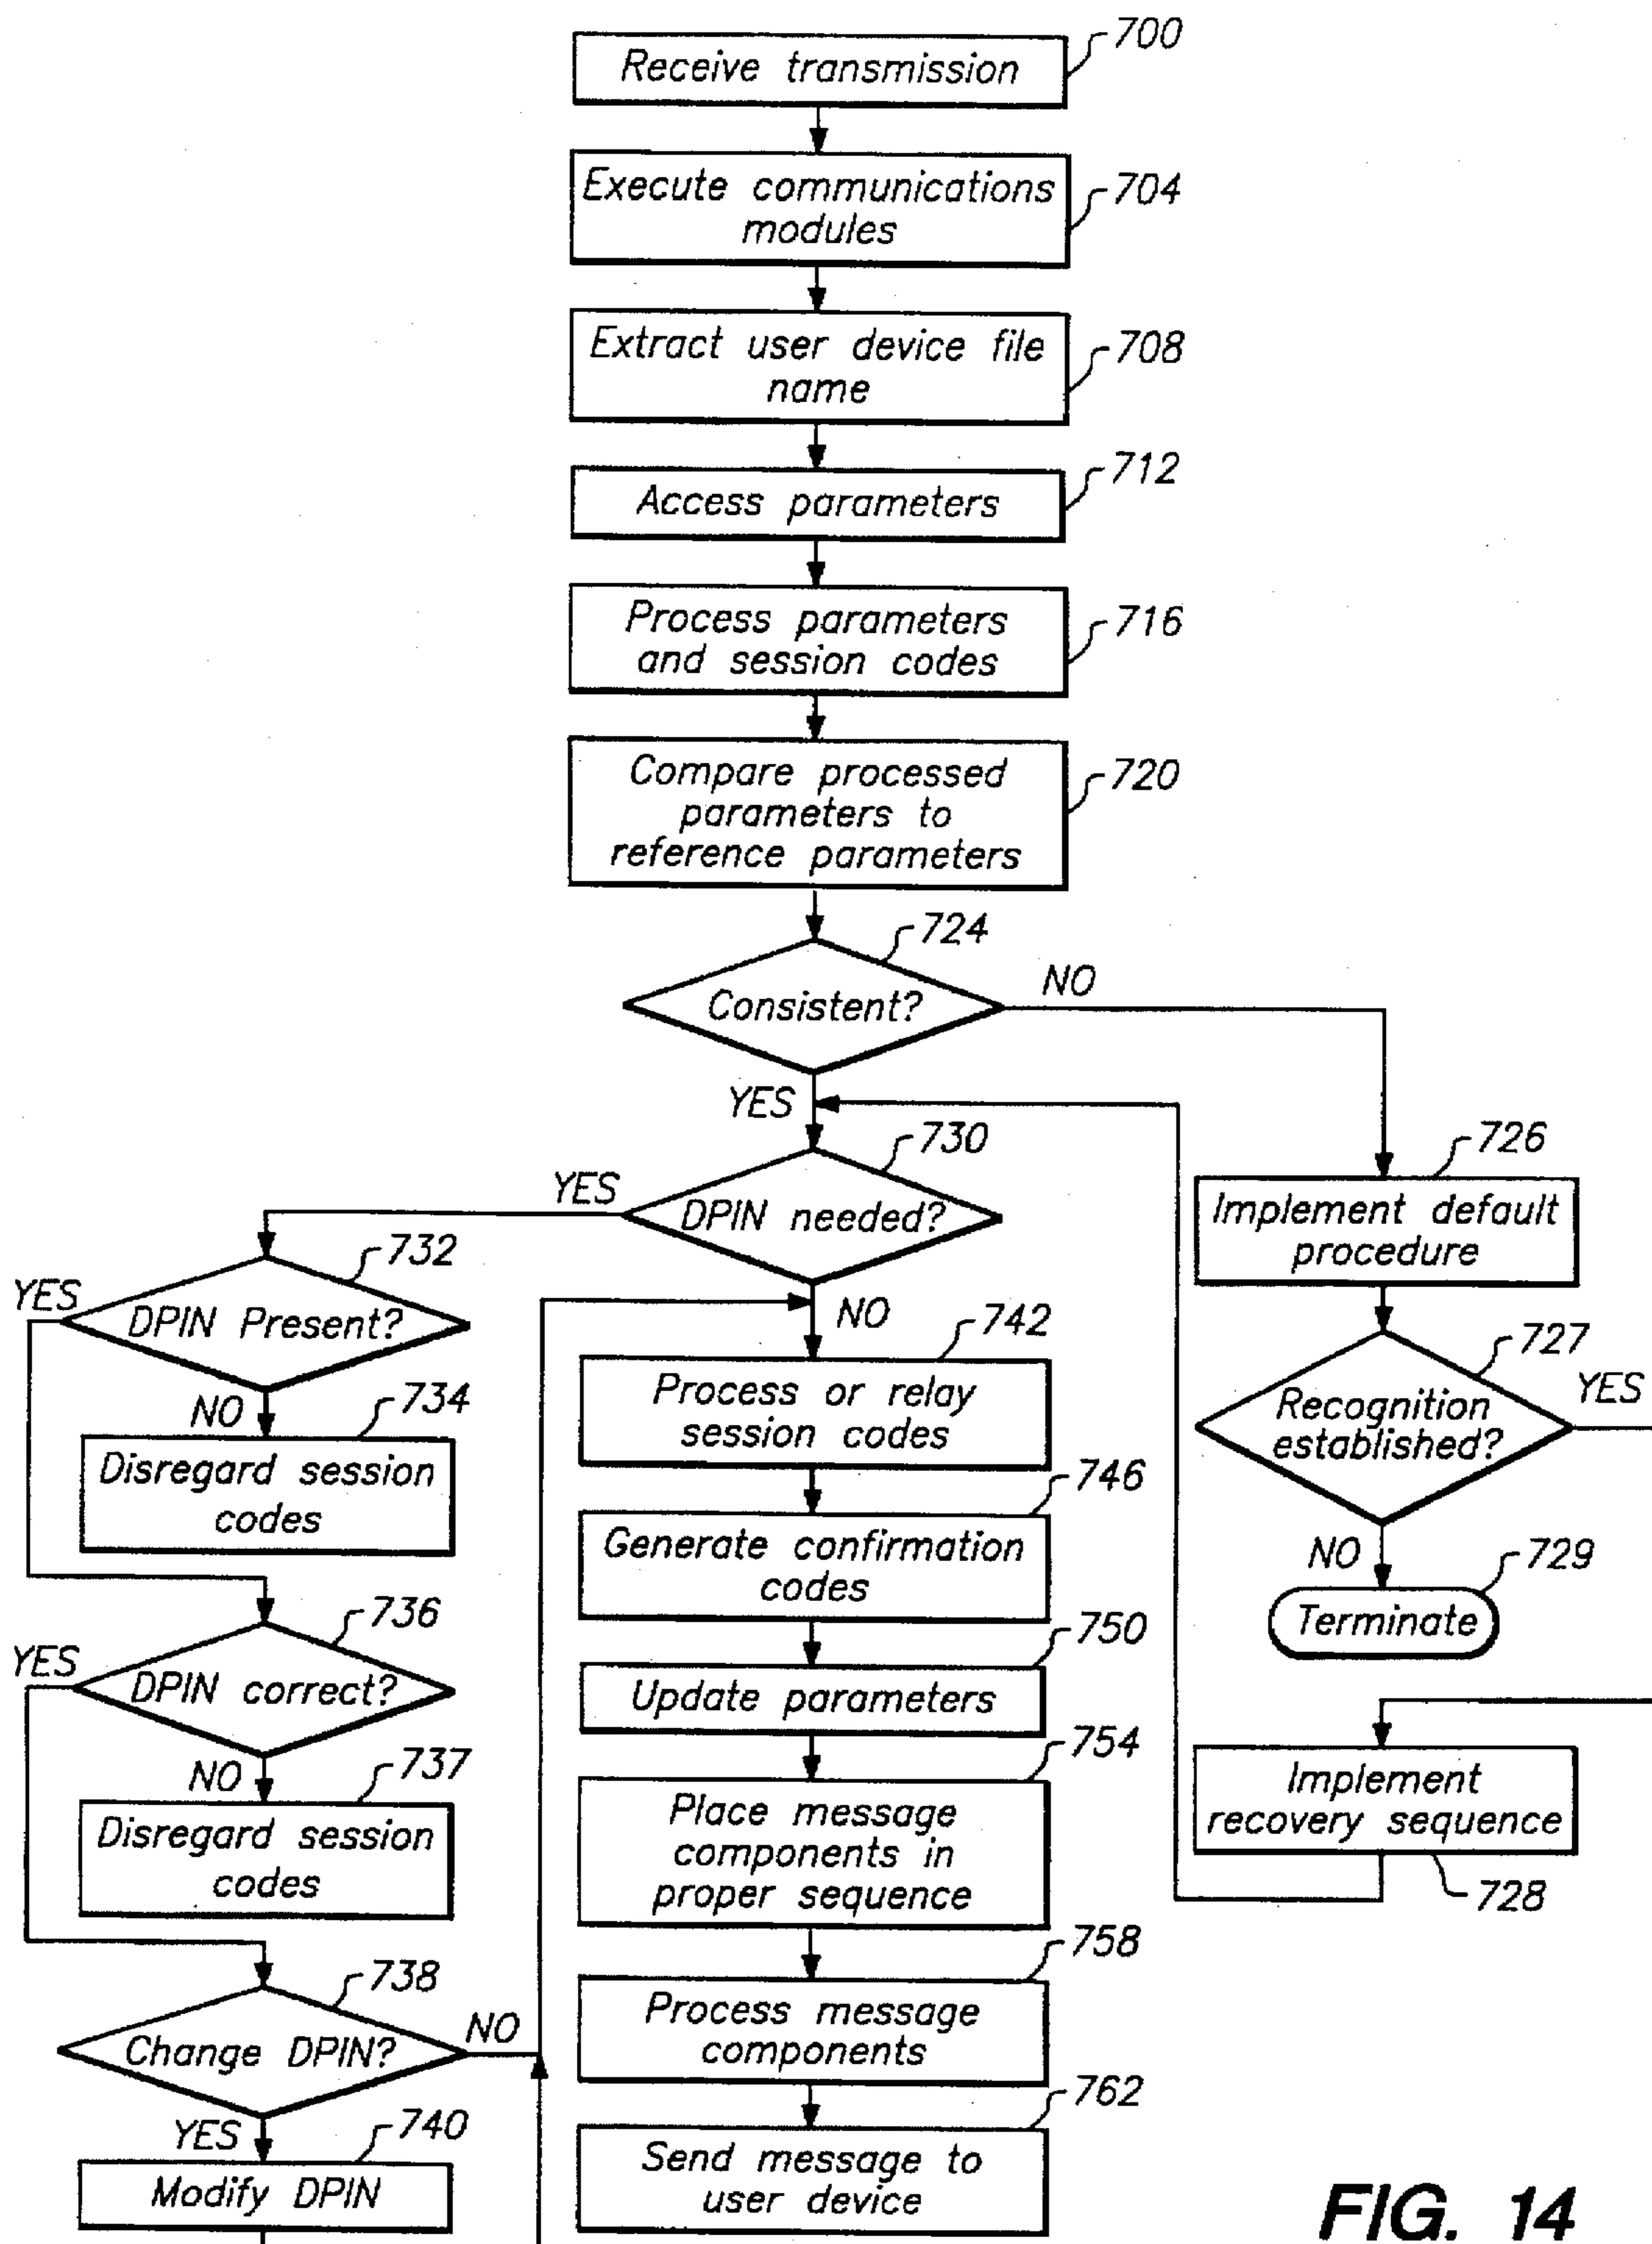 700
Receive transmission
Execute communications
modules
704
Extract user device file
name
708
712
Access parameters
Process parameters
and session codes
716
Compare processed
parameters to
reference parameters
720
724
Consistent?
NO
YES
730
DPIN needed?
YES
NO
726
Implement default
procedure
727
Recognition
established?
YES
NO
729
Terminate
Implement
recovery sequence
728
732
DPIN Present?
YES
NO
734
Disregard session
codes
736
DPIN correct?
YES
NO
737
Disregard session
codes
738
Change DPIN?
NO
YES
740
Modify DPIN
742
Process or relay
session codes
746
Generate confirmation
codes
750
Update parameters
754
Place message
components in
proper sequence
758
Process message
components
762
Send message to
user device
FIG. 14